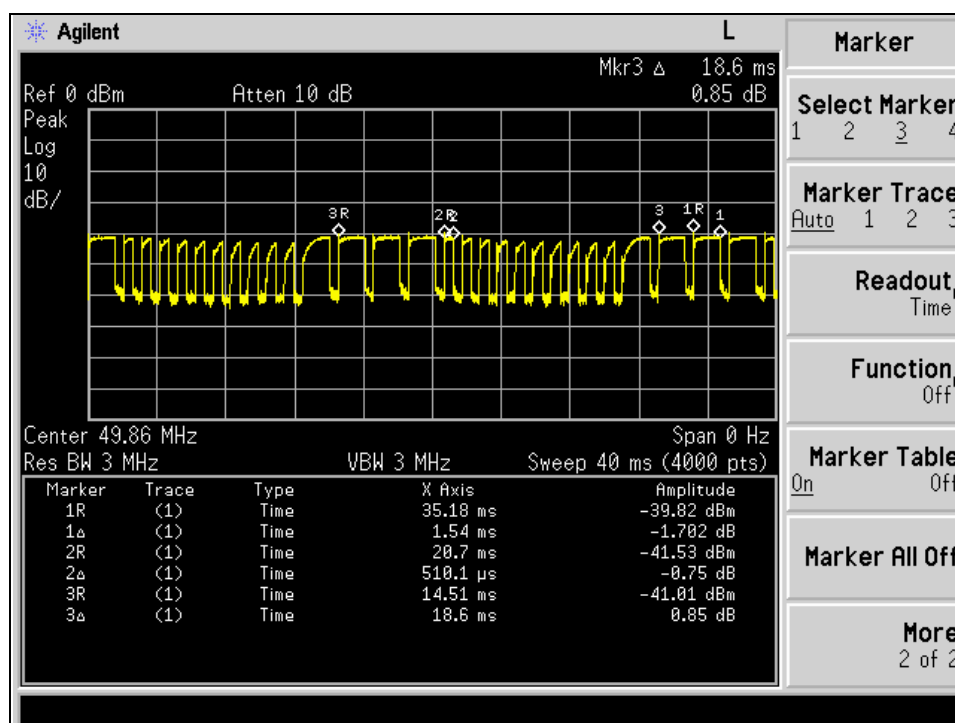 Agilent
L
Marker
Mkr3 Δ 18.6 ms
Ref 0 dBm
Atten 10 dB
0.85 dB
Peak
Log
10
dB/
3R
2R
2
3
1R
1
Center 49.86 MHz
Span 0 Hz
Res BW 3 MHz
VBW 3 MHz
Sweep 40 ms (4000 pts)
Marker Trace Type X Axis Amplitude
1R (1) Time 35.18 ms -39.82 dBm
1Δ (1) Time 1.54 ms -1.702 dB
2R (1) Time 20.7 ms -41.53 dBm
2Δ (1) Time 510.1 µs -0.75 dB
3R (1) Time 14.51 ms -41.01 dBm
3Δ (1) Time 18.6 ms 0.85 dB
Select Marker
1 2 3 4
Marker Trace
Auto 1 2 3
Readout
Time
Function
Off
Marker Table
On Off
Marker All Off
More
2 of 2